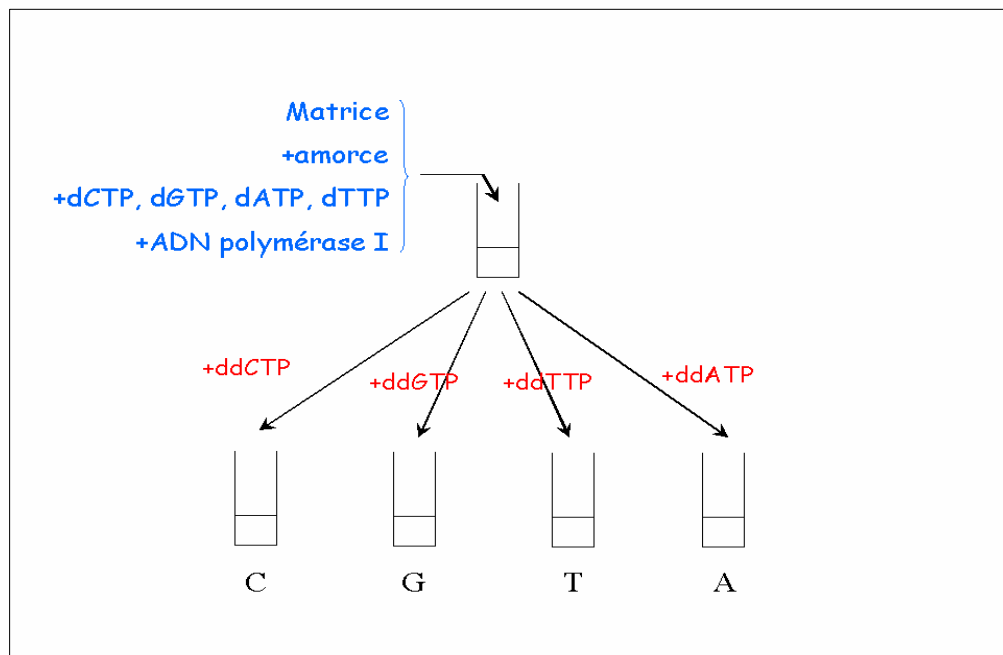 Matrice
+amorce
+dCTP, dGTP, dATP, dTTP
+ADN polymérase I
+ddCTP
+ddGTP
+ddTTP
+ddATP
C
G
T
A